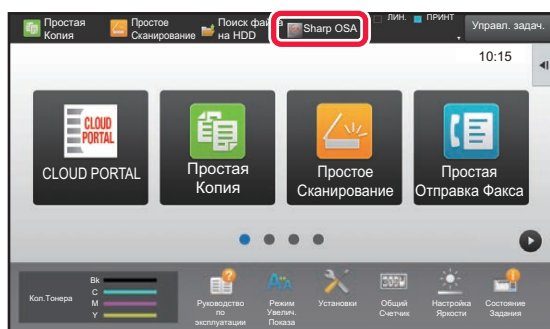 Простая
Копия
Простое
Сканирование
Поиск фа
на HDD
Sharp OSA
ЛИН.
ПРИНТ
Управл. задач.
10:15
CLOUD
PORTAL
CLOUD PORTAL
Простая
Копия
Простое
Сканирование
Простая
Отправка Факса
Кол.Тонера
Bk
C
M
Y
Руководство
по
эксплуатации
Режим
Увелич.
Показа
Установки
Общий
Счетчик
Настройка
Яркости
Состояние
Задания